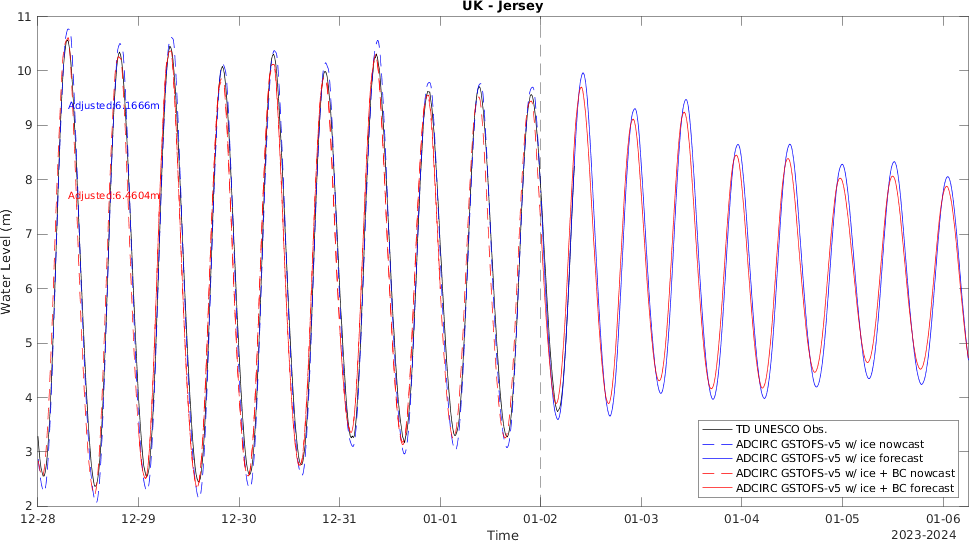 UK - Jersey
11
10
9
8
7
6
5
4
3
2
Water Level (m)
Adjusted:6.1666m
Adjusted:6.4604m
TD UNESCO Obs.
ADCIRC GSTOFS-v5 w/ ice nowcast
ADCIRC GSTOFS-v5 w/ ice forecast
ADCIRC GSTOFS-v5 w/ ice + BC nowcast
ADCIRC GSTOFS-v5 w/ ice + BC forecast
12-28 12-29 12-30 12-31 01-01 01-02 01-03 01-04 01-05 01-06
Time
2023-2024